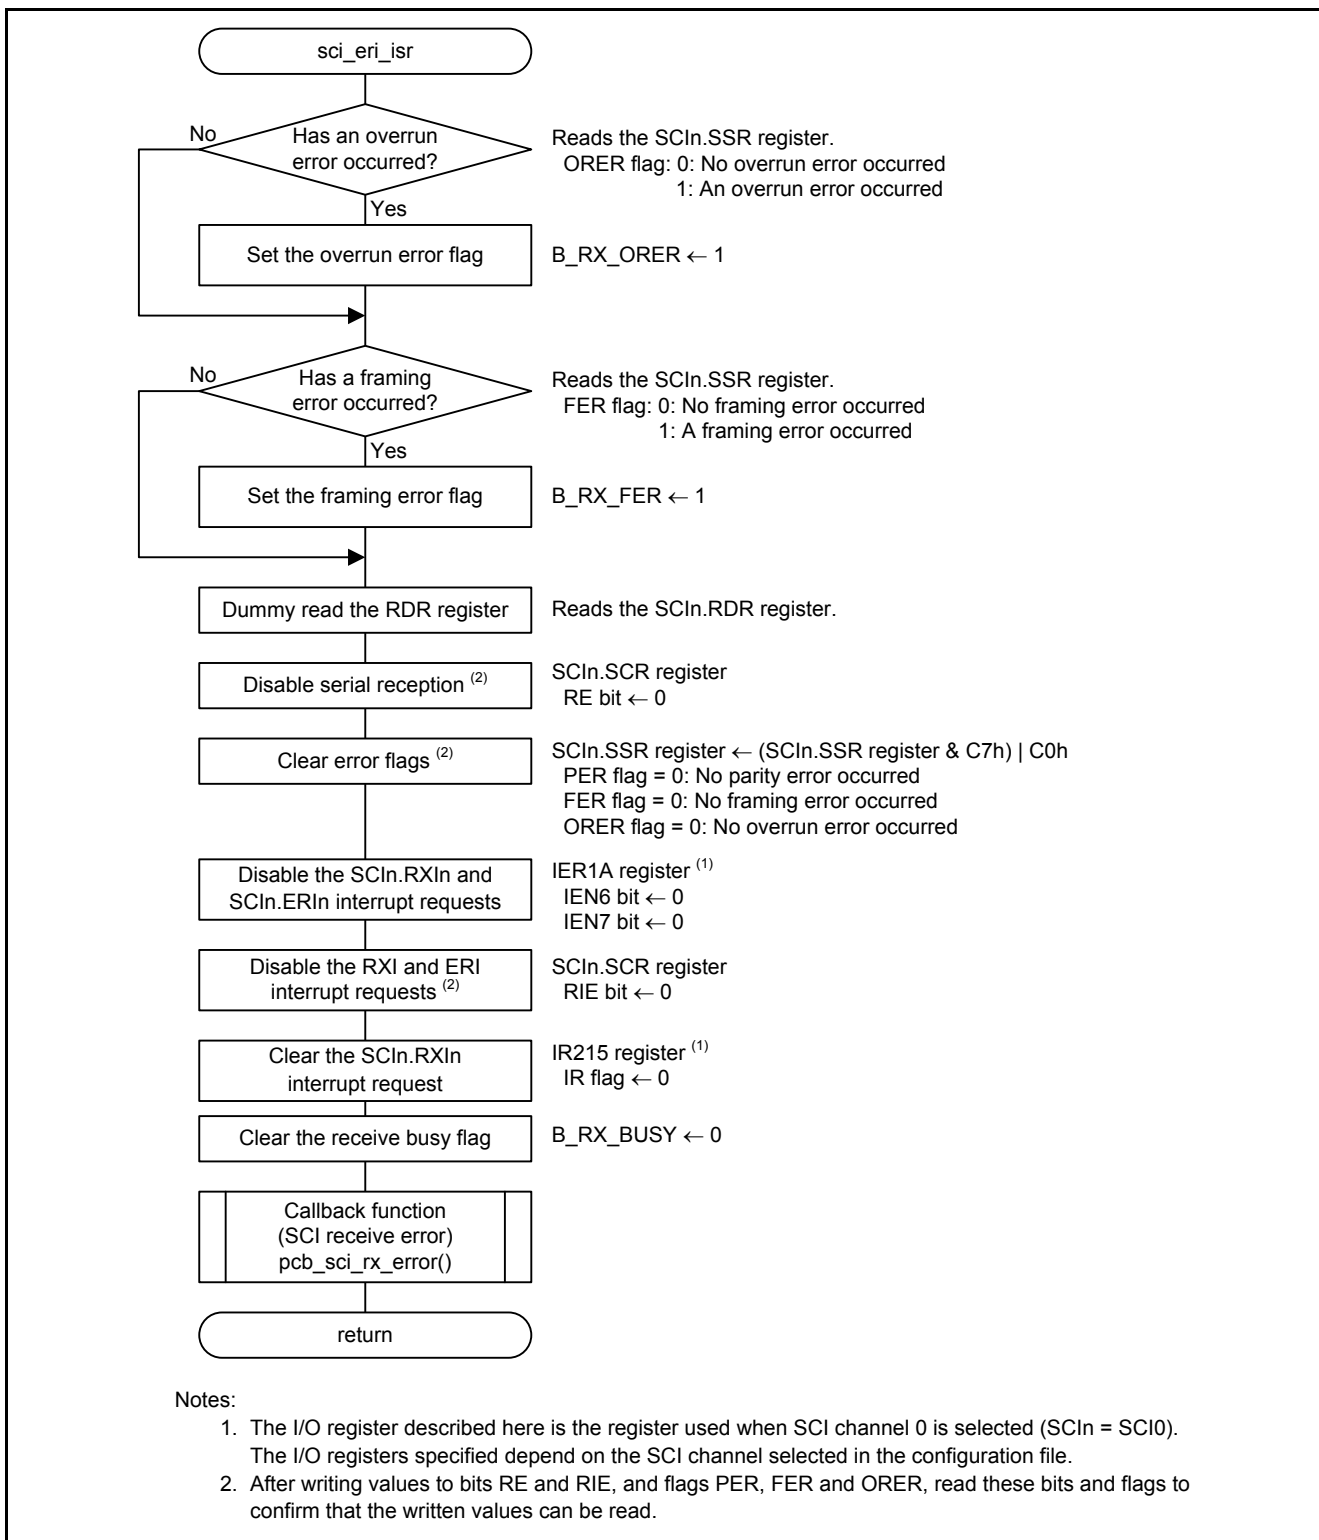 sci_eri_isr
No
Has an overrun
error occurred?
Reads the SCIn.SSR register.
ORER flag: 0: No overrun error occurred
1: An overrun error occurred
Yes
Set the overrun error flag
B_RX_ORER ← 1
No
Has a framing
error occurred?
Reads the SCIn.SSR register.
FER flag: 0: No framing error occurred
1: A framing error occurred
Yes
Set the framing error flag
B_RX_FER ← 1
Dummy read the RDR register
Reads the SCIn.RDR register.
Disable serial reception (2)
SCIn.SCR register
RE bit ← 0
Clear error flags (2)
SCIn.SSR register ← (SCIn.SSR register & C7h) | C0h
PER flag = 0: No parity error occurred
FER flag = 0: No framing error occurred
ORER flag = 0: No overrun error occurred
Disable the SCIn.RXIn and
SCIn.ERIn interrupt requests
IER1A register (1)
IEN6 bit ← 0
IEN7 bit ← 0
Disable the RXI and ERI
interrupt requests (2)
SCIn.SCR register
RIE bit ← 0
Clear the SCIn.RXIn
interrupt request
IR215 register (1)
IR flag ← 0
Clear the receive busy flag
B_RX_BUSY ← 0
Callback function
(SCI receive error)
pcb_sci_rx_error()
return
Notes:
1. The I/O register described here is the register used when SCI channel 0 is selected (SCIn = SCI0).
The I/O registers specified depend on the SCI channel selected in the configuration file.
2. After writing values to bits RE and RIE, and flags PER, FER and ORER, read these bits and flags to
confirm that the written values can be read.